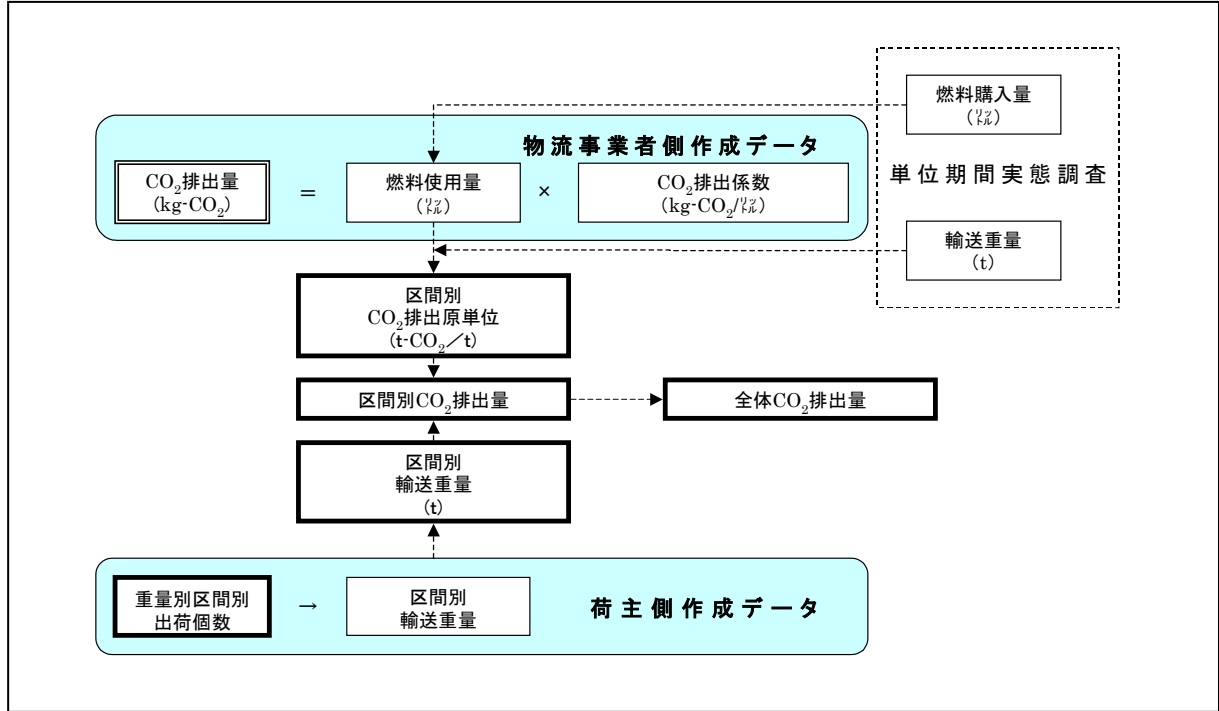 燃料購入量
(㍑)
単位期間実態調査
輸送重量
(t)
物流事業者側作成データ
CO₂排出量
(kg-CO₂)
=
燃料使用量
(㍑)
×
CO₂排出係数
(kg-CO₂/㍑)
区間別
CO₂排出原単位
(t-CO₂／t)
区間別CO₂排出量
全体CO₂排出量
区間別
輸送重量
(t)
重量別区間別
出荷個数
→
区間別
輸送重量
荷主側作成データ